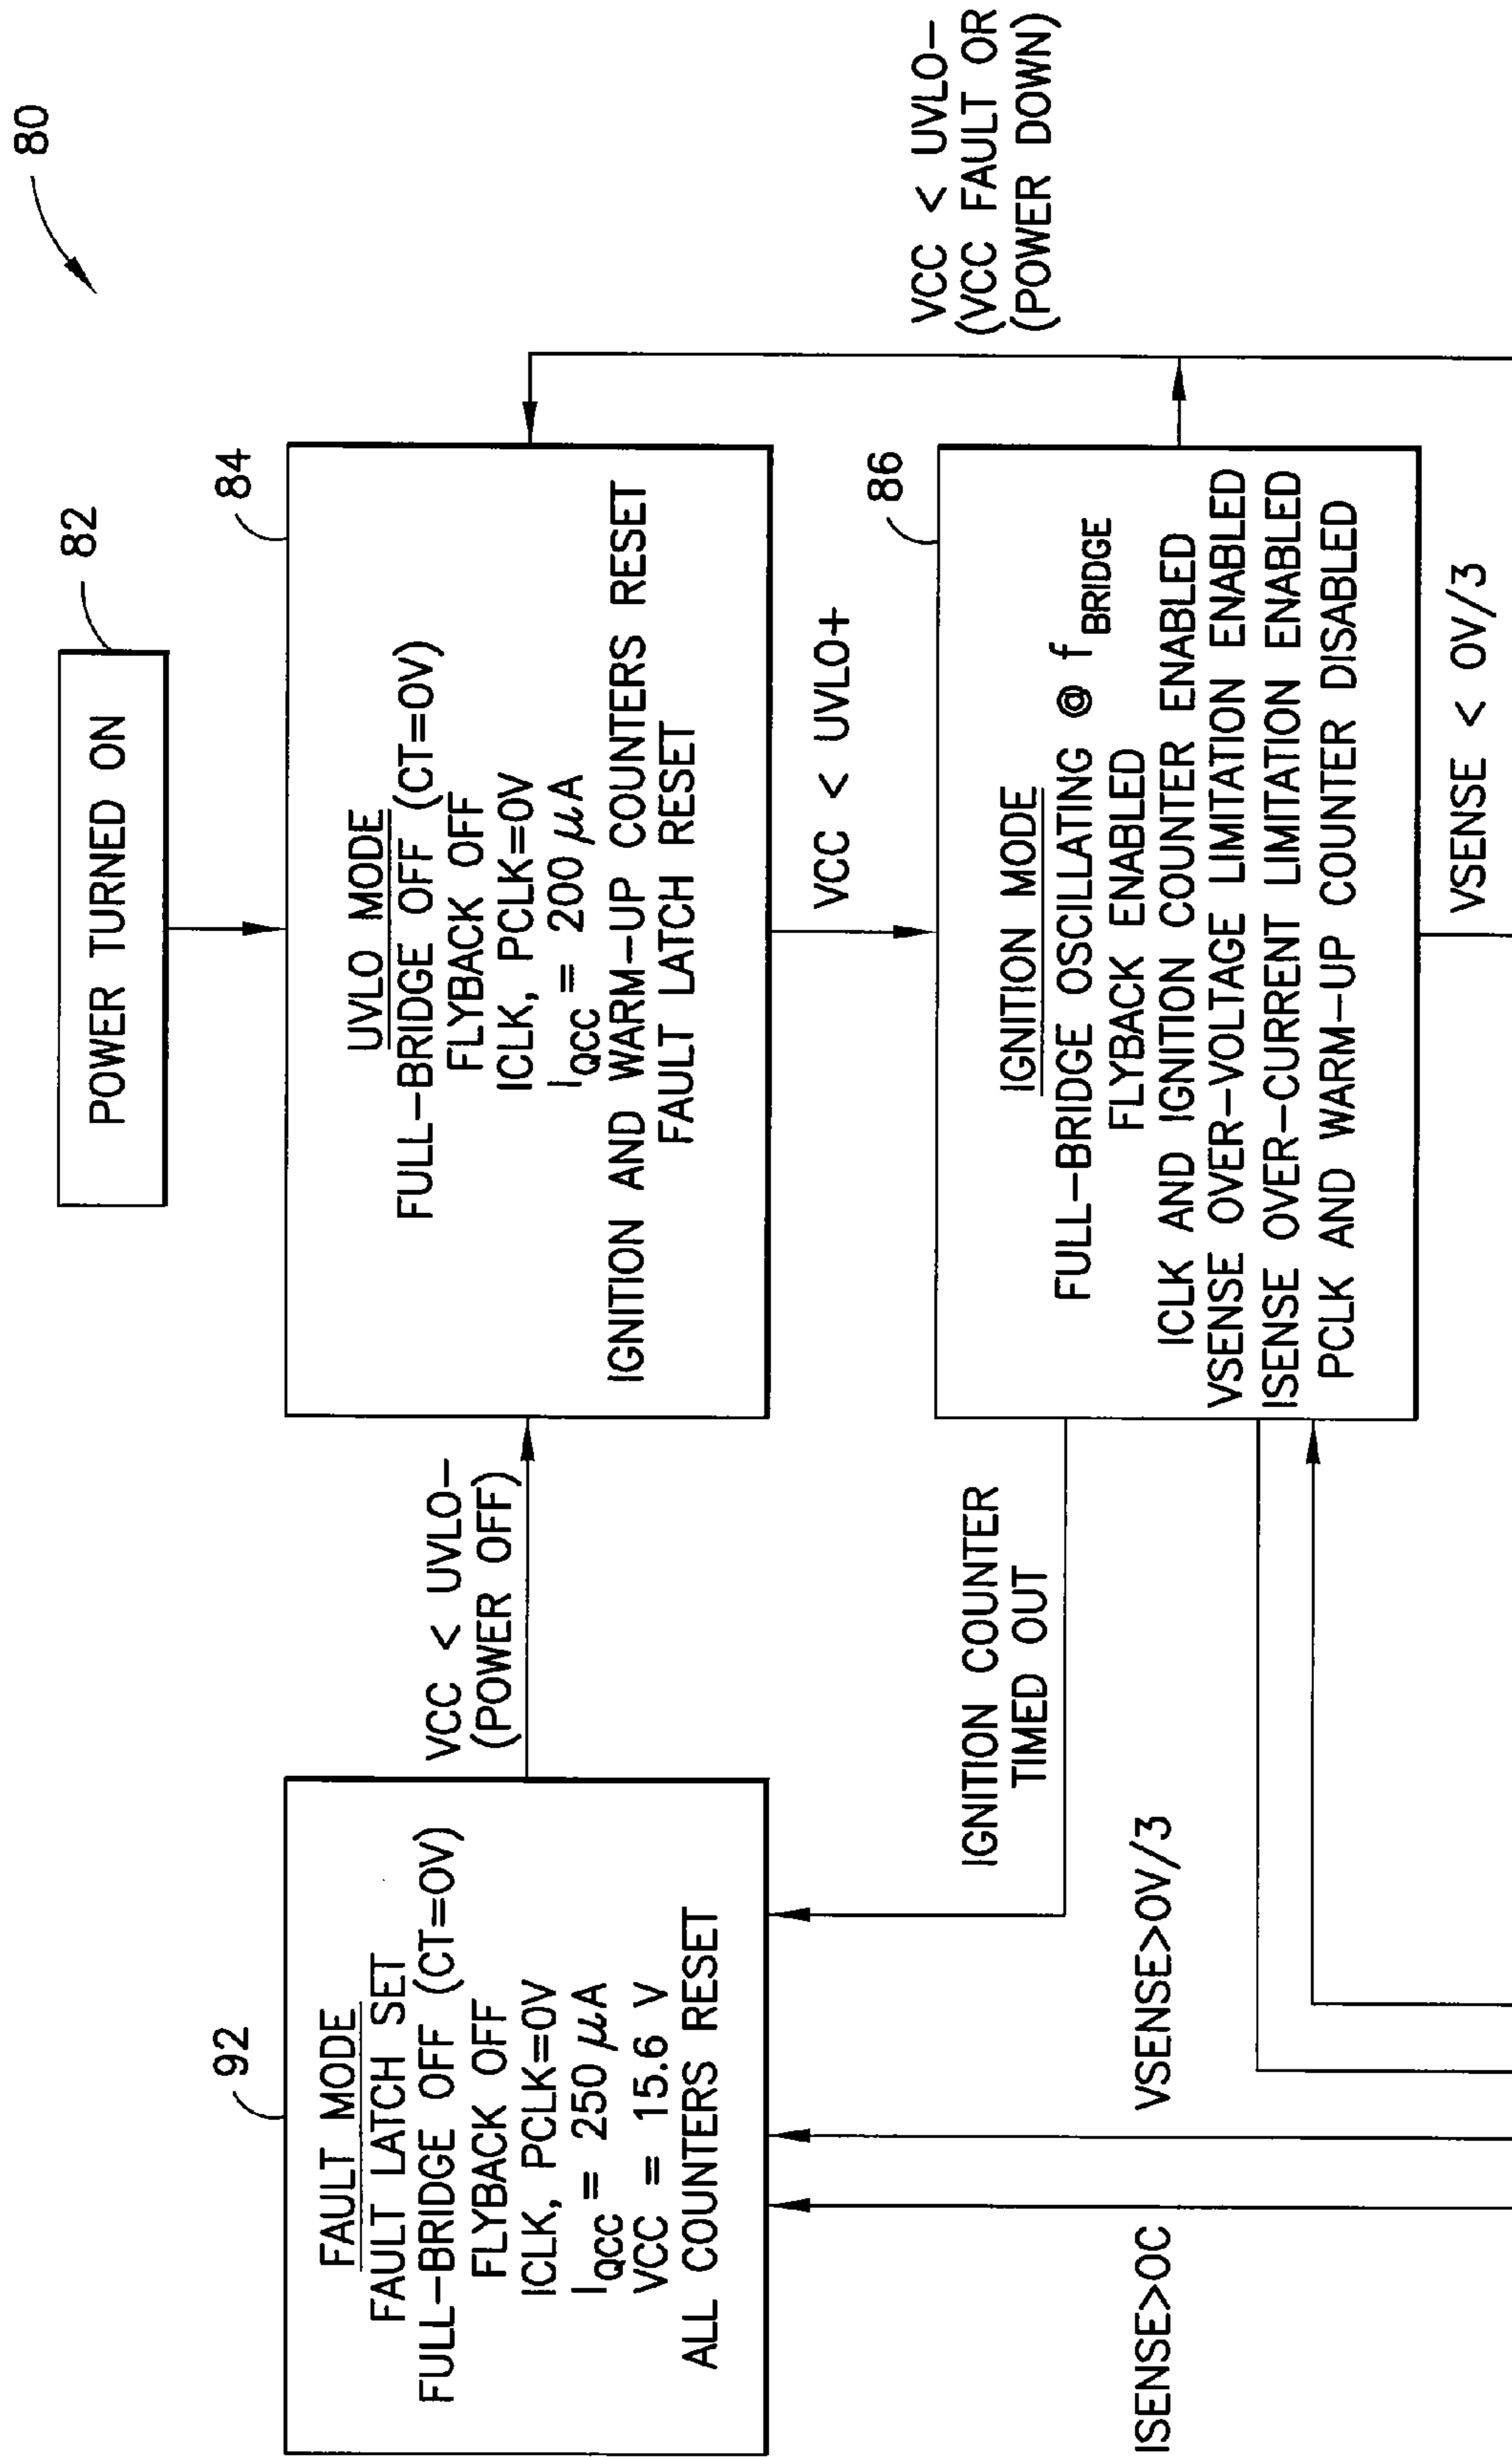 80
82
POWER TURNED ON
84
UVLO MODE
FULL-BRIDGE OFF (CT=0V)
FLYBACK OFF
ICLK, PCLK=0V
IQCC = 200 µA
IGNITION AND WARM-UP COUNTERS RESET
FAULT LATCH RESET
VCC < UVLO-
(VCC FAULT OR
(POWER DOWN)
VCC < UVLO+
86
IGNITION MODE
FULL-BRIDGE OSCILLATING @ f BRIDGE
FLYBACK ENABLED
ICLK AND IGNITION COUNTER ENABLED
VSENSE OVER-VOLTAGE LIMITATION ENABLED
ISENSE OVER-CURRENT LIMITATION ENABLED
PCLK AND WARM-UP COUNTER DISABLED
VSENSE < OV/3
92
FAULT MODE
FAULT LATCH SET
FULL-BRIDGE OFF (CT=0V)
FLYBACK OFF
ICLK, PCLK=0V
IQCC = 250 µA
VCC = 15.6 V
ALL COUNTERS RESET
VCC < UVLO-
(POWER OFF)
IGNITION COUNTER
TIMED OUT
ISENSE>OC
VSENSE>OV/3